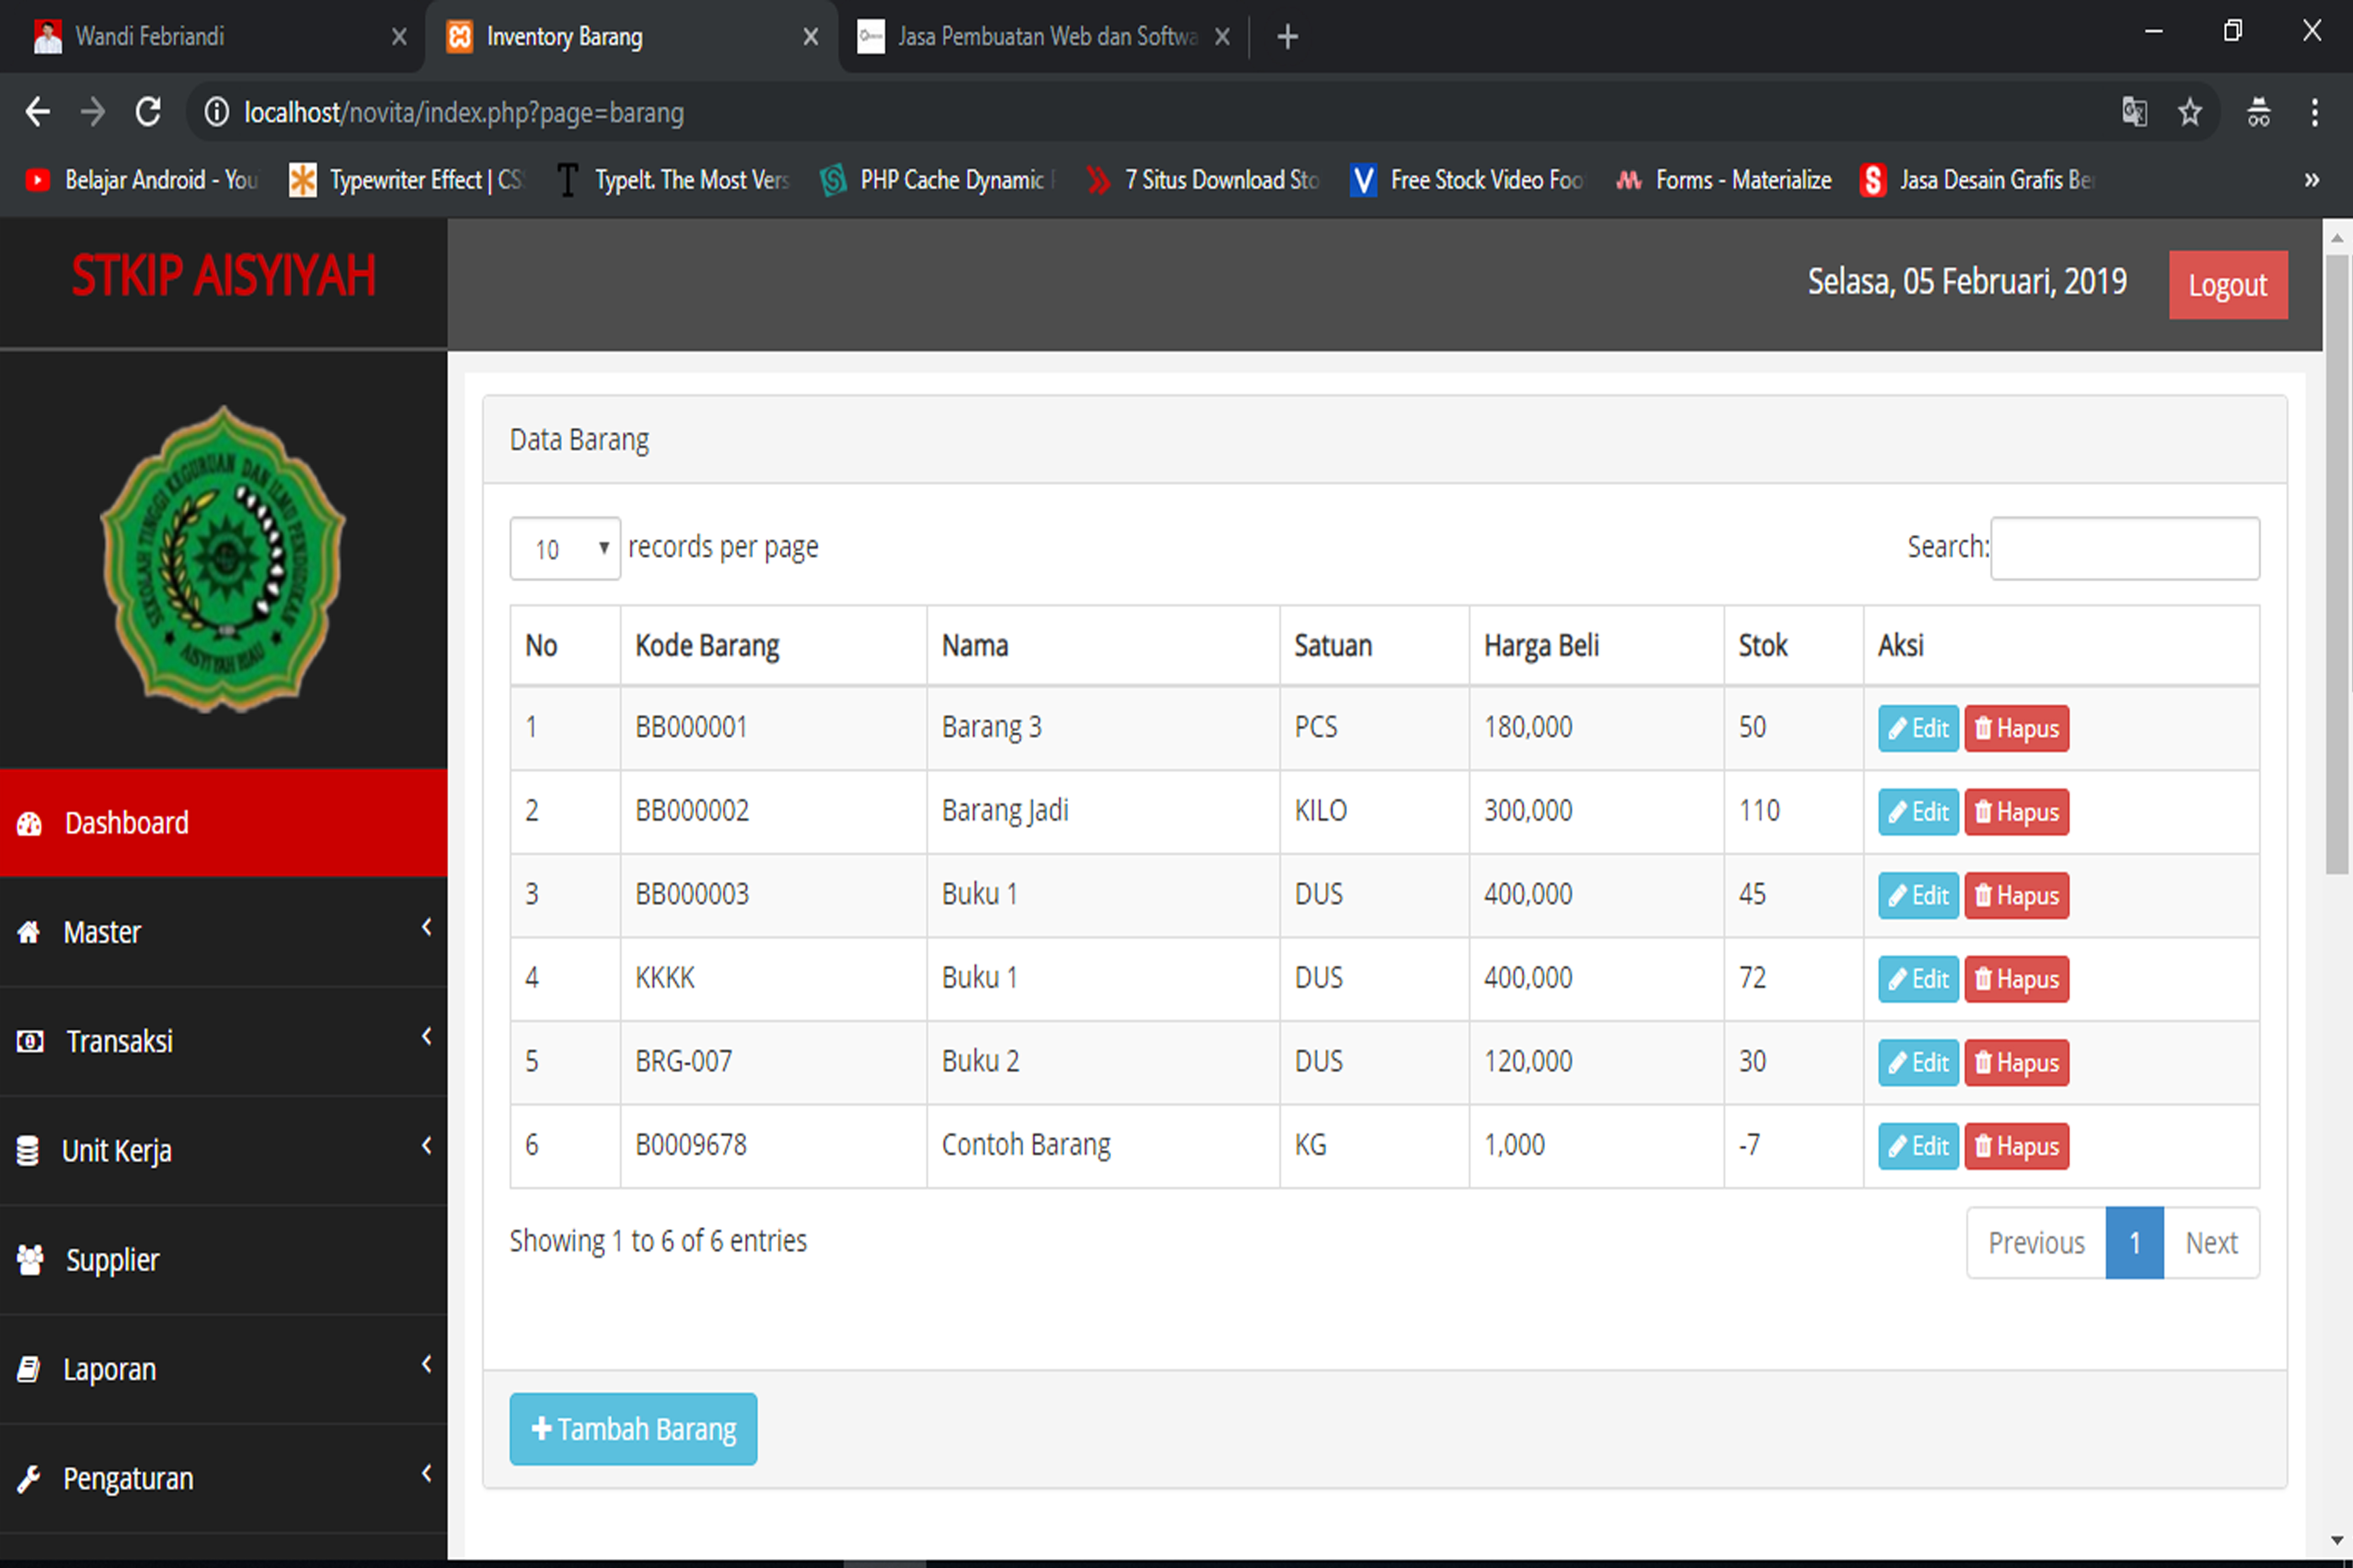 Wandi Febriandi
Inventory Barang
Jasa Pembuatan Web dan Softwa
localhost/novita/index.php?page=barang
Belajar Android - You
Typewriter Effect | CS
TypeIt. The Most Vers
PHP Cache Dynamic
7 Situs Download Sto
Free Stock Video Foo
Forms - Materialize
Jasa Desain Grafis Be
STKIP AISYIYAH
Selasa, 05 Februari, 2019
Logout
SEKOLAH TINGGI KEGURUAN DAN ILMU PENDIDIKAN
AISYIYAH RIAU
Dashboard
Master
Transaksi
Unit Kerja
Supplier
Laporan
Pengaturan
Data Barang
10 records per page
Search:
No Kode Barang Nama Satuan Harga Beli Stok Aksi
1 BB000001 Barang 3 PCS 180,000 50 Edit Hapus
2 BB000002 Barang Jadi KILO 300,000 110 Edit Hapus
3 BB000003 Buku 1 DUS 400,000 45 Edit Hapus
4 KKKK Buku 1 DUS 400,000 72 Edit Hapus
5 BRG-007 Buku 2 DUS 120,000 30 Edit Hapus
6 B0009678 Contoh Barang KG 1,000 -7 Edit Hapus
Showing 1 to 6 of 6 entries
Previous 1 Next
+ Tambah Barang